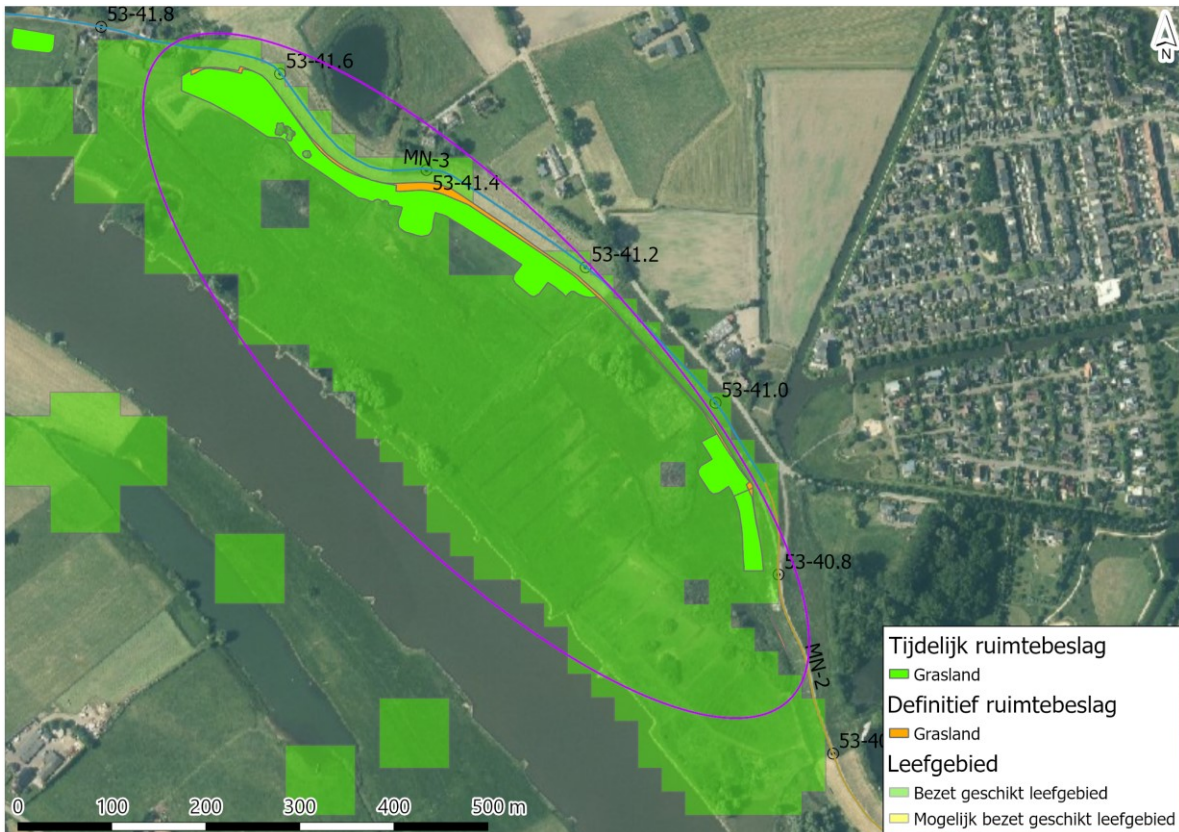 53-41.8
N
53-41.6
MN-3
53-41.4
53-41.2
53-41.0
53-40.8
MN-2
53-40
Tijdelijk ruimtebeslag
Grasland
Definitief ruimtebeslag
Grasland
Leefgebied
Bezet geschikt leefgebied
Mogelijk bezet geschikt leefgebied
0 100 200 300 400 500 m